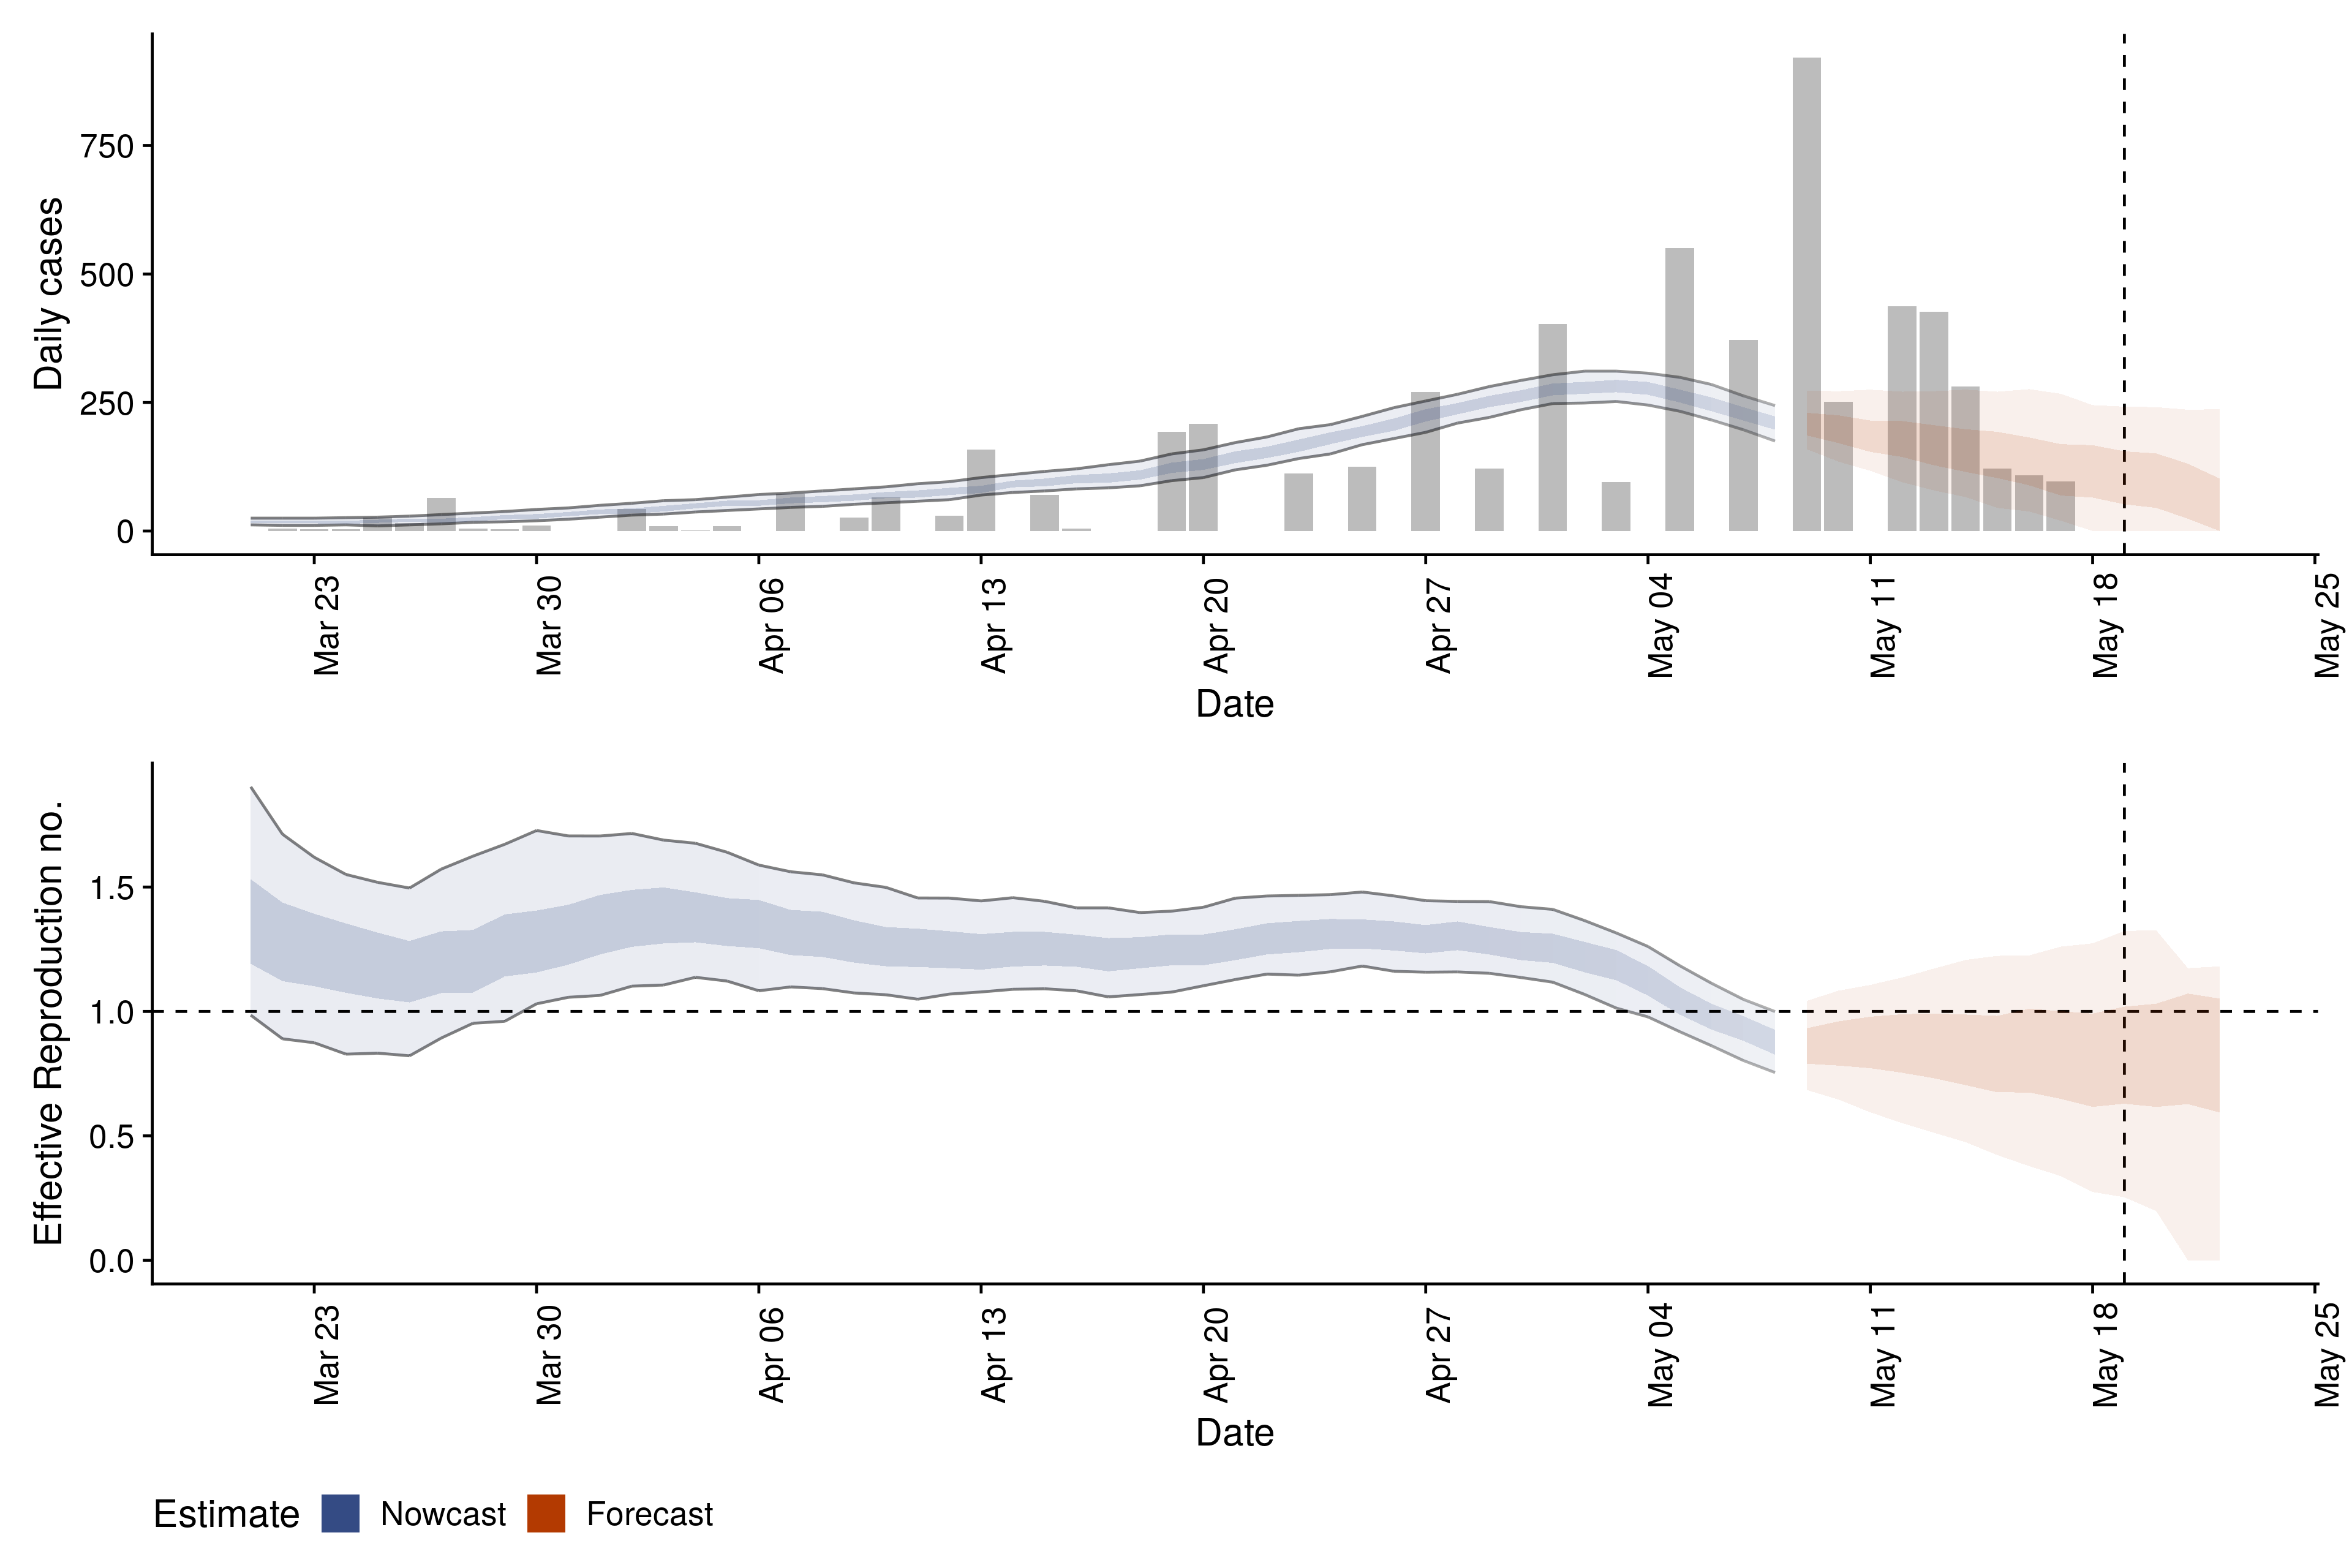 Daily cases
750
500
250
0
Mar 23
Mar 30
Apr 06
Apr 13
Apr 20
Apr 27
May 04
May 11
May 18
May 25
Date
Effective Reproduction no.
1.5
1.0
0.5
0.0
Mar 23
Mar 30
Apr 06
Apr 13
Apr 20
Apr 27
May 04
May 11
May 18
May 25
Date
Estimate Nowcast Forecast